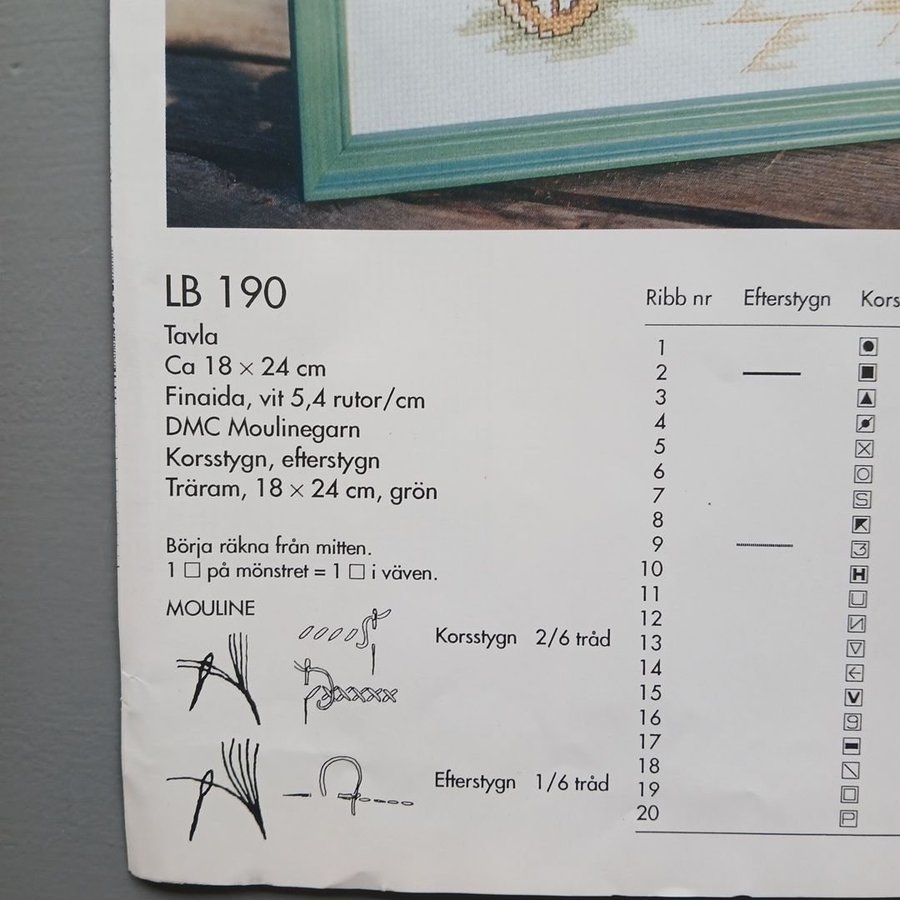 LB 190
Tavla
Ca 18 × 24 cm
Finaida, vit 5,4 rutor/cm
DMC Moulinegarn
Korsstygn, efterstygn
Träram, 18 × 24 cm, grön
Börja räkna från mitten.
1 □ på mönstret = 1 □ i väven.
MOULINE
Korsstygn 2/6 tråd
Efterstygn 1/6 tråd
Ribb nr Efterstygn Kors
1
2
3
4
5
6
7 S
8
9 3
10 H
11
12
13
14
15 V
16 9
17
18
19
20 P